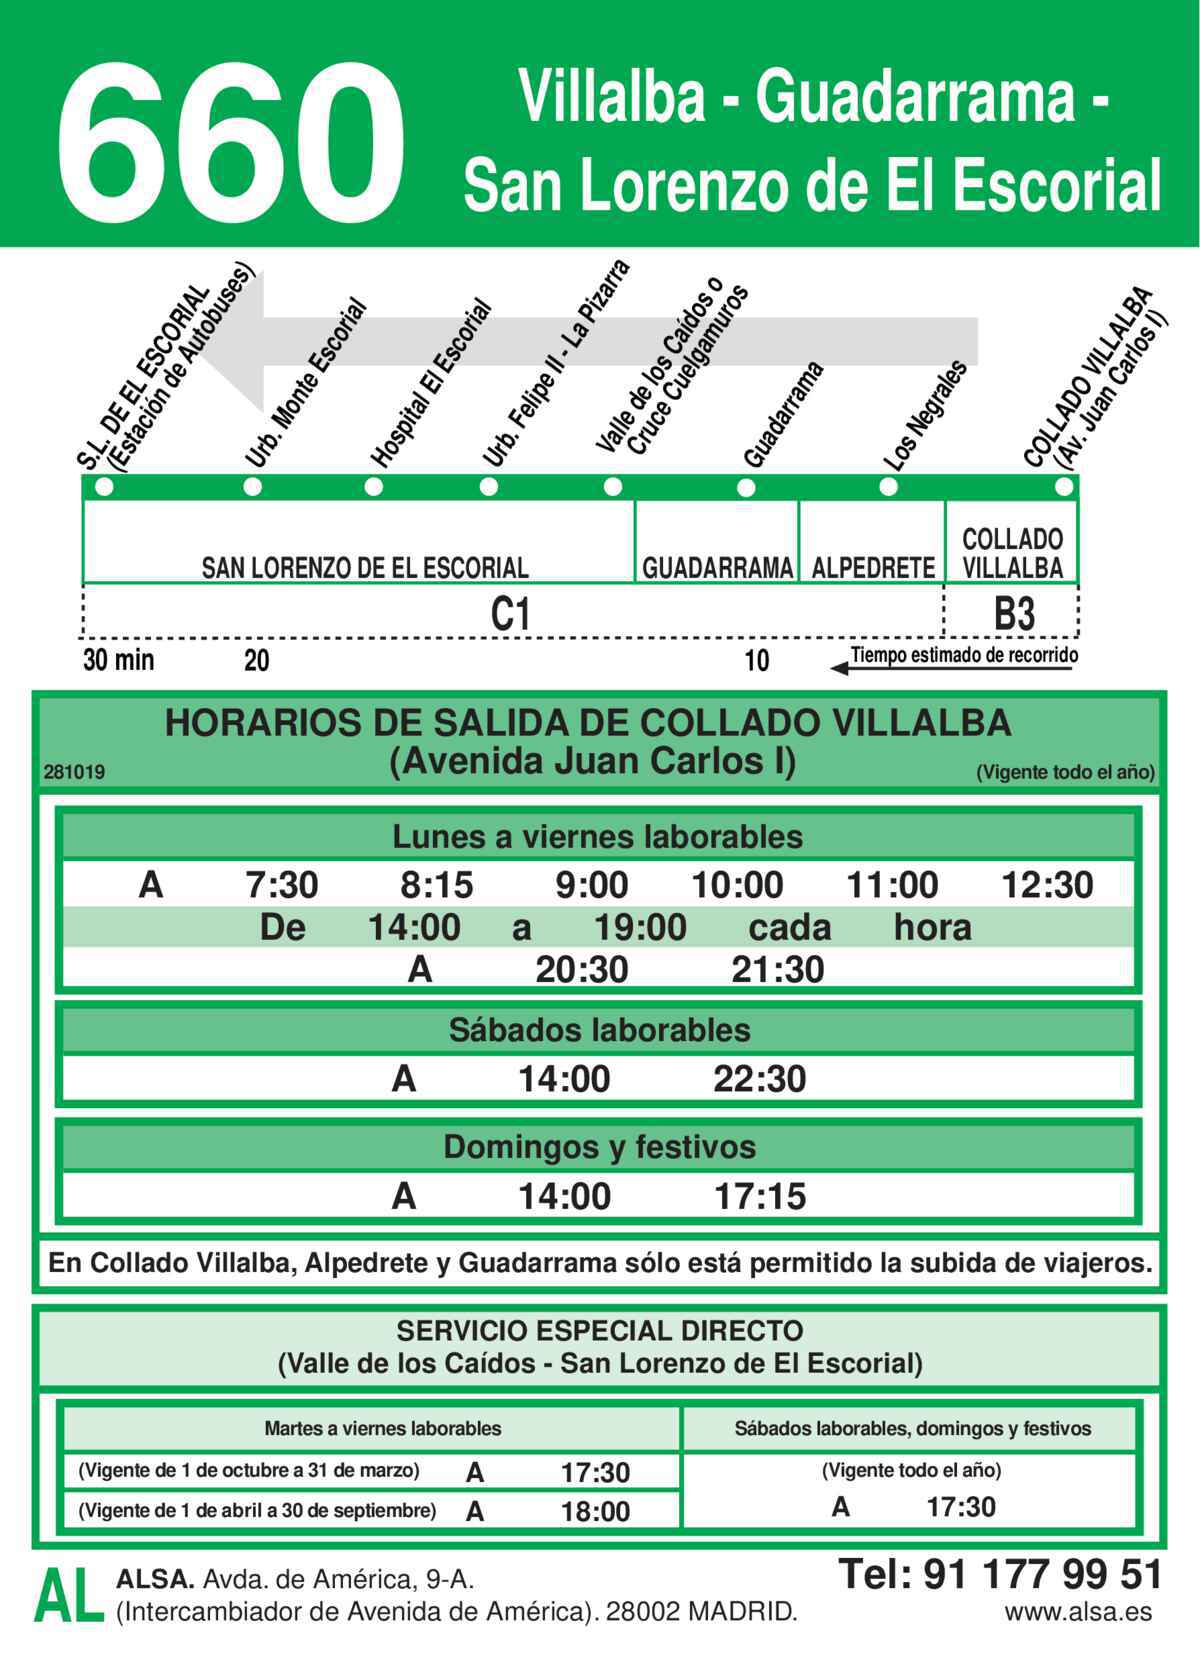 660
Villalba - Guadarrama -
San Lorenzo de El Escorial
S.L. DE EL ESCORIAL
(Estación de Autobuses)
Urb. Monte Escorial
Hospital El Escorial
Urb. Felipe II - La Pizarra
Valle de los Caídos o
Cruce Cuelgamuros
Guadarrama
Los Negrales
COLLADO VILLALBA
(Av. Juan Carlos I)
SAN LORENZO DE EL ESCORIAL
GUADARRAMA
ALPEDRETE
COLLADO
VILLALBA
C1
B3
30 min 20 10 Tiempo estimado de recorrido
HORARIOS DE SALIDA DE COLLADO VILLALBA
(Avenida Juan Carlos I)
281019
(Vigente todo el año)
Lunes a viernes laborables
A 7:30 8:15 9:00 10:00 11:00 12:30
De 14:00 a 19:00 cada hora
A 20:30 21:30
Sábados laborables
A 14:00 22:30
Domingos y festivos
A 14:00 17:15
En Collado Villalba, Alpedrete y Guadarrama sólo está permitido la subida de viajeros.
SERVICIO ESPECIAL DIRECTO
(Valle de los Caídos - San Lorenzo de El Escorial)
Martes a viernes laborables
(Vigente de 1 de octubre a 31 de marzo) A 17:30
(Vigente de 1 de abril a 30 de septiembre) A 18:00
Sábados laborables, domingos y festivos
(Vigente todo el año)
A 17:30
AL
ALSA. Avda. de América, 9-A.
(Intercambiador de Avenida de América). 28002 MADRID.
Tel: 91 177 99 51
www.alsa.es